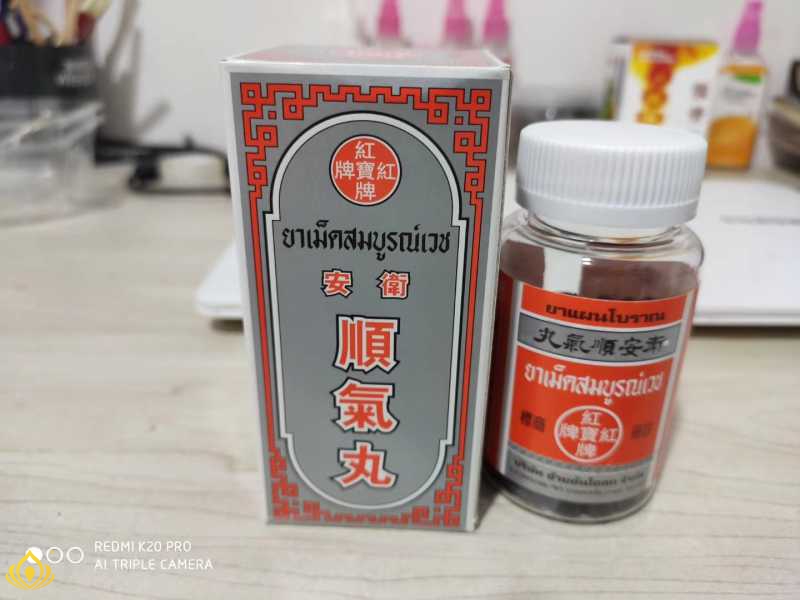 紅
牌寶紅
牌
ยาเม็ดสมบูรณ์เวช
安 衛
順
氣
丸
ยาแผนโบราณ
丸氣順安衛
ยาเม็ดสมบูรณ์เวช
標商
紅
牌寶紅
牌
REDMI K20 PRO
AI TRIPLE CAMERA